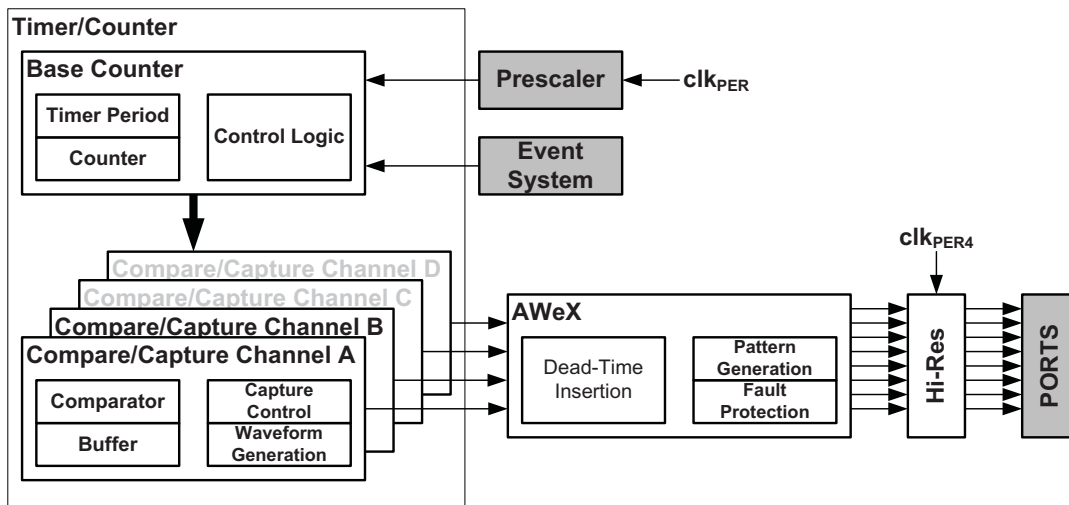 Timer/Counter
Base Counter
Timer Period
Counter
Control Logic
Prescaler
clkPER
Event
System
Compare/Capture Channel D
Compare/Capture Channel C
Compare/Capture Channel B
Compare/Capture Channel A
Comparator
Buffer
Capture
Control
Waveform
Generation
AWeX
Dead-Time
Insertion
Pattern
Generation
Fault
Protection
clkPER4
Hi-Res
PORTS